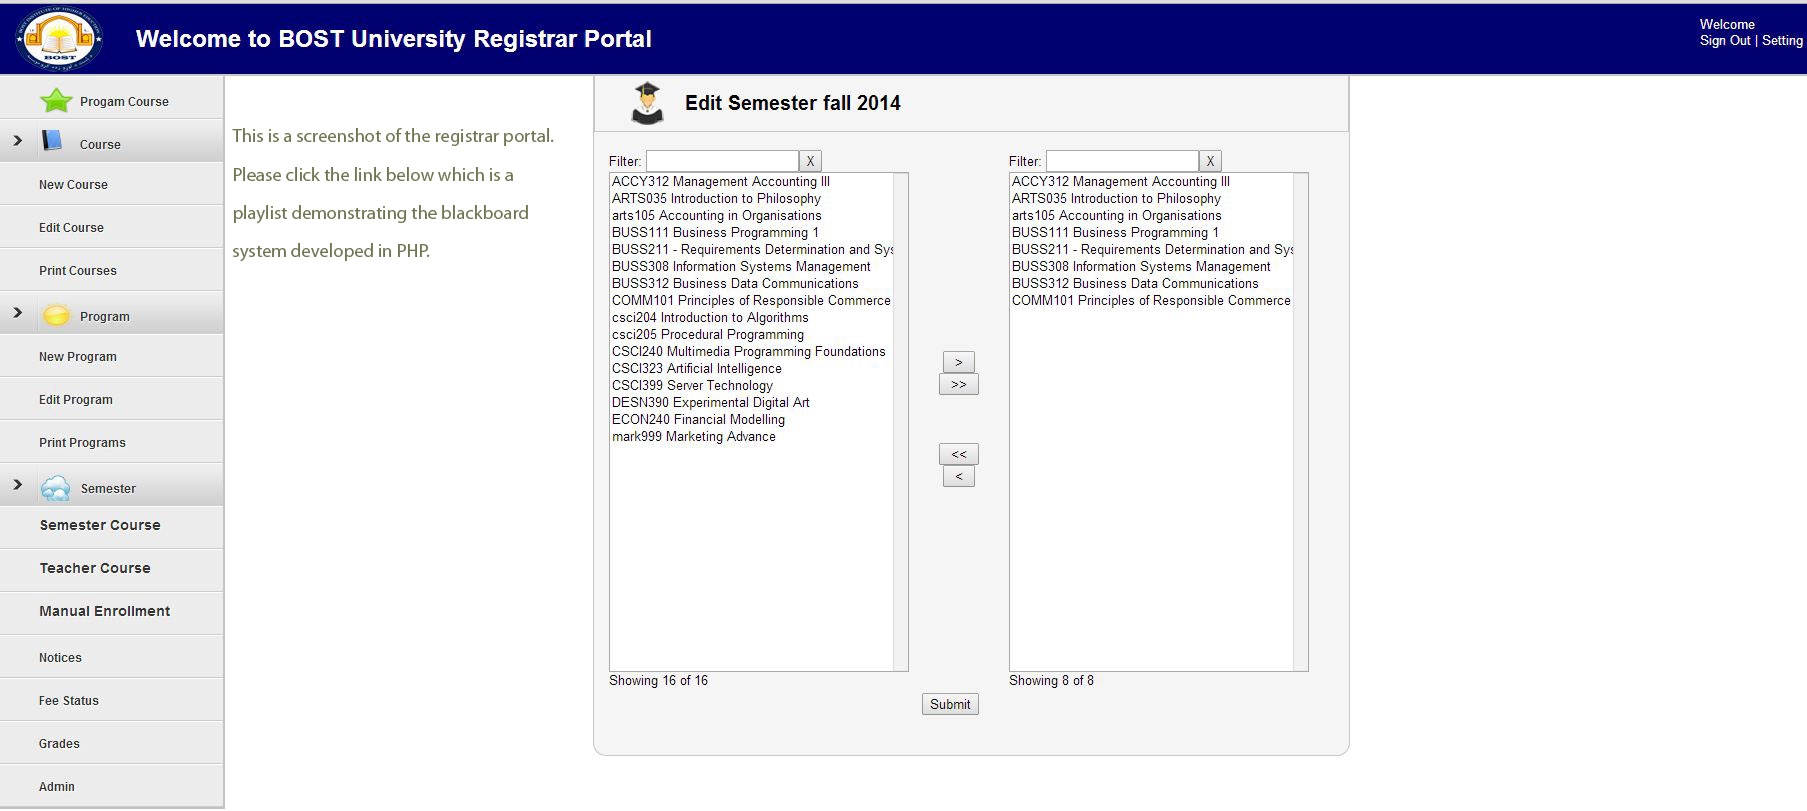 BOST
Welcome to BOST University Registrar Portal
Welcome
Sign Out | Setting
Progam Course
Course
New Course
Edit Course
Print Courses
Program
New Program
Edit Program
Print Programs
Semester
Semester Course
Teacher Course
Manual Enrollment
Notices
Fee Status
Grades
Admin
This is a screenshot of the registrar portal.
Please click the link below which is a
playlist demonstrating the blackboard
system developed in PHP.
Edit Semester fall 2014
Filter: X
ACCY312 Management Accounting III
ARTS035 Introduction to Philosophy
arts105 Accounting in Organisations
BUSS111 Business Programming 1
BUSS211 - Requirements Determination and Sys
BUSS308 Information Systems Management
BUSS312 Business Data Communications
COMM101 Principles of Responsible Commerce
csci204 Introduction to Algorithms
csci205 Procedural Programming
CSCI240 Multimedia Programming Foundations
CSCI323 Artificial Intelligence
CSCI399 Server Technology
DESN390 Experimental Digital Art
ECON240 Financial Modelling
mark999 Marketing Advance
Showing 16 of 16
>
>>
<<
<
Filter: X
ACCY312 Management Accounting III
ARTS035 Introduction to Philosophy
arts105 Accounting in Organisations
BUSS111 Business Programming 1
BUSS211 - Requirements Determination and Sys
BUSS308 Information Systems Management
BUSS312 Business Data Communications
COMM101 Principles of Responsible Commerce
Showing 8 of 8
Submit